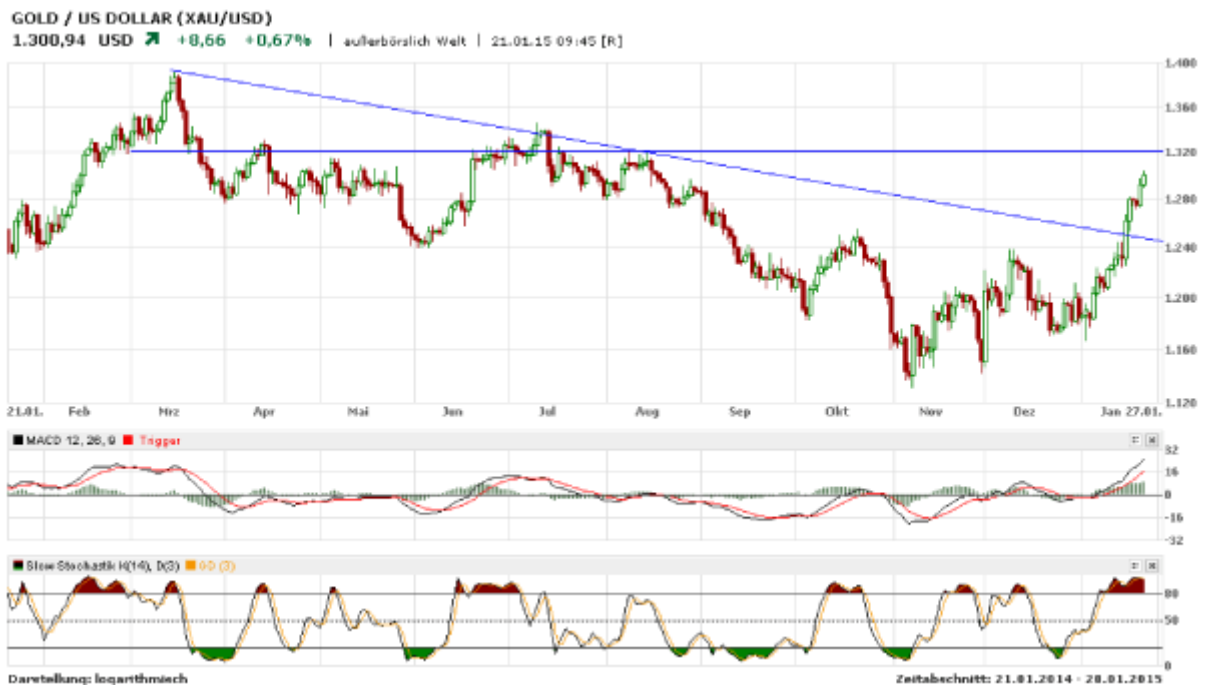 GOLD / US DOLLAR (XAU/USD)
1.300,94 USD +8,66 +0,67% | außerbörslich Welt | 21.01.15 09:45 [R]
1.400
1.360
1.320
1.280
1.240
1.200
1.160
1.120
21.01. Feb Mrz Apr Mai Jun Jul Aug Sep Okt Nov Dez Jan 27.01.
MACD 12, 26, 9 Trigger
32
16
0
-16
-32
Slow Stochastik K(14), D(3) GD (3)
80
50
0
Darstellung: logarithmisch Zeitabschnitt: 21.01.2014 - 20.01.2015